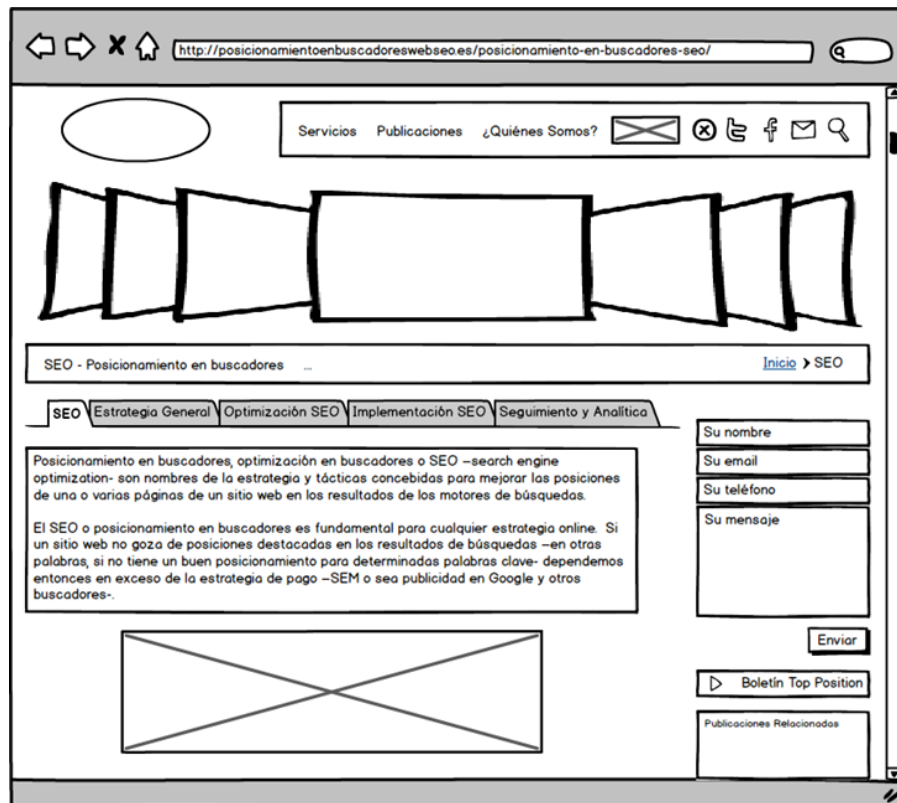 http://posicionamientoenbuscadoreswebseo.es/posicionamiento-en-buscadores-seo/
Servicios Publicaciones ¿Quiénes Somos?
SEO - Posicionamiento en buscadores ...
Inicio > SEO
SEO Estrategia General Optimización SEO Implementación SEO Seguimiento y Analítica
Posicionamiento en buscadores, optimización en buscadores o SEO –search engine
optimization- son nombres de la estrategia y tácticas concebidas para mejorar las posiciones
de una o varias páginas de un sitio web en los resultados de los motores de búsquedas.
El SEO o posicionamiento en buscadores es fundamental para cualquier estrategia online. Si
un sitio web no goza de posiciones destacadas en los resultados de búsquedas –en otras
palabras, si no tiene un buen posicionamiento para determinadas palabras clave- dependemos
entonces en exceso de la estrategia de pago –SEM o sea publicidad en Google y otros
buscadores-.
Su nombre
Su email
Su teléfono
Su mensaje
Enviar
Boletín Top Position
Publicaciones Relacionadas